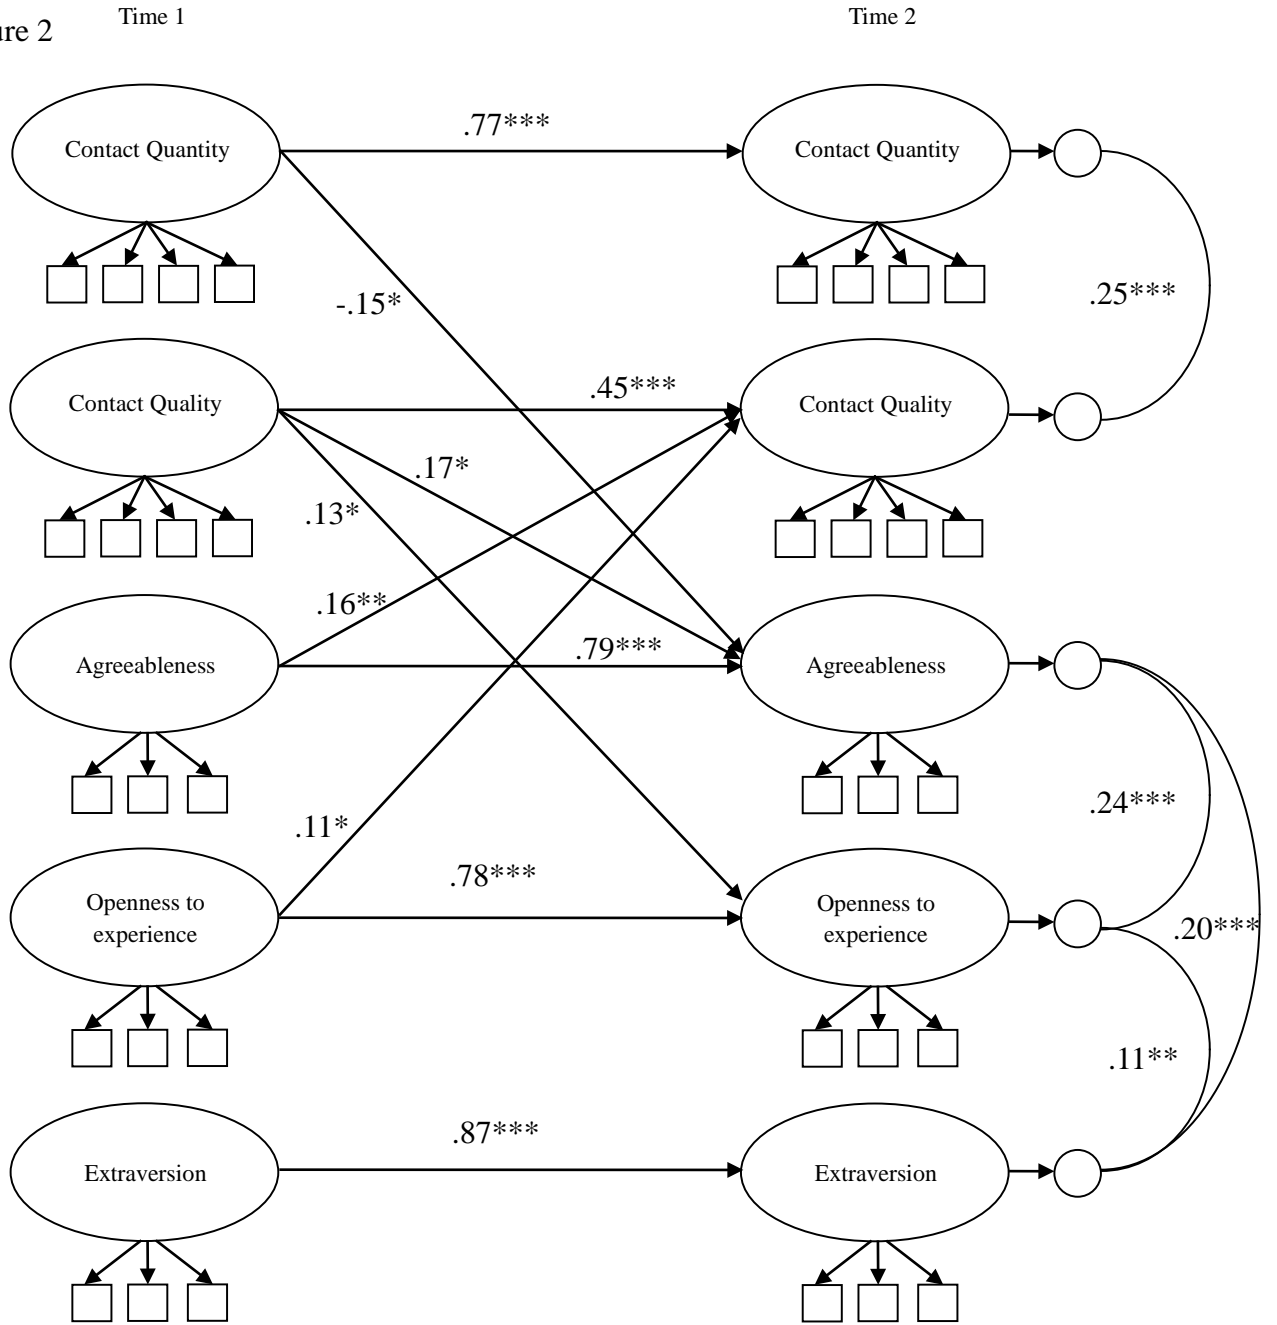 Time 1
Time 2
ure 2
.77***
Contact Quantity
Contact Quantity
-.15*
.25***
.45***
Contact Quality
Contact Quality
.17*
.13*
.16**
.79***
Agreeableness
Agreeableness
.24***
.11*
.78***
Openness to
experience
Openness to
experience
.20***
.11**
.87***
Extraversion
Extraversion